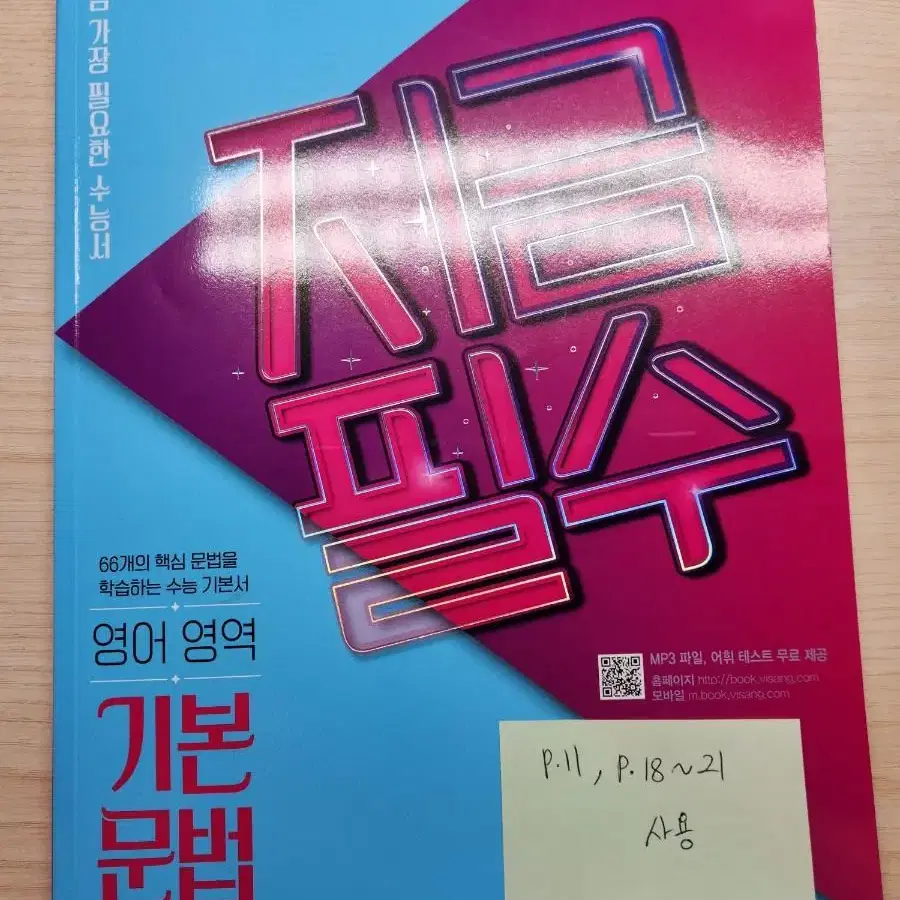 가장 필요한 수능서
지금
필수
66개의 핵심 문법을
학습하는 수능 기본서
영어 영역
기본
문법
MP3 파일, 어휘 테스트 무료 제공
홈페이지 http://book.visang.com
모바일 m.book.visang.com
p.11, p.18~21
사용